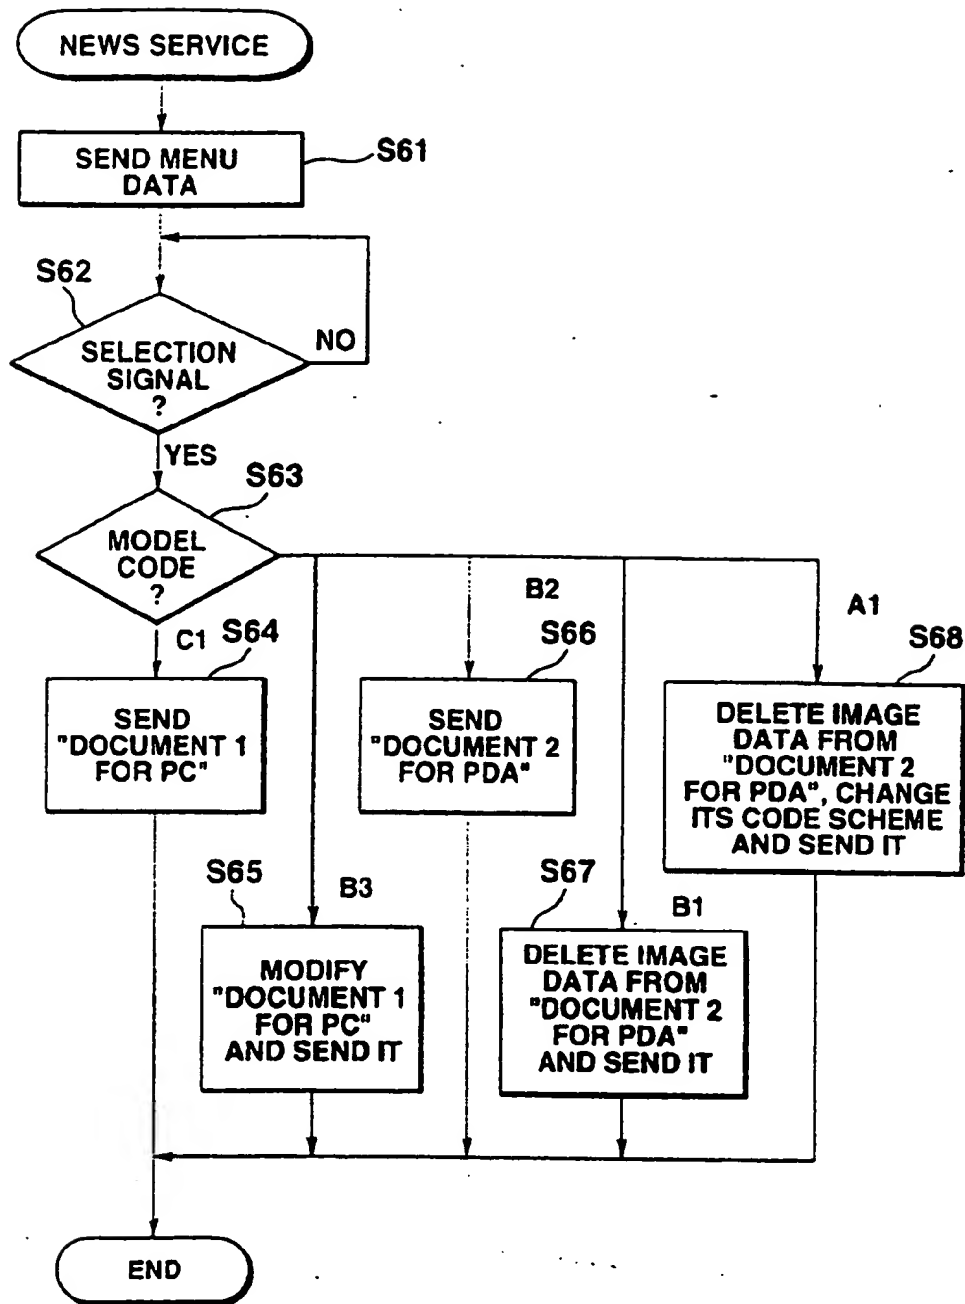 NEWS SERVICE
SEND MENU
DATA
S61
S62
SELECTION
SIGNAL
?
NO
YES
S63
MODEL
CODE
?
C1
S64
B2
S66
A1
S68
SEND
"DOCUMENT 1
FOR PC"
SEND
"DOCUMENT 2
FOR PDA"
DELETE IMAGE
DATA FROM
"DOCUMENT 2
FOR PDA", CHANGE
ITS CODE SCHEME
AND SEND IT
S65
B3
S67
B1
MODIFY
"DOCUMENT 1
FOR PC"
AND SEND IT
DELETE IMAGE
DATA FROM
"DOCUMENT 2
FOR PDA"
AND SEND IT
END